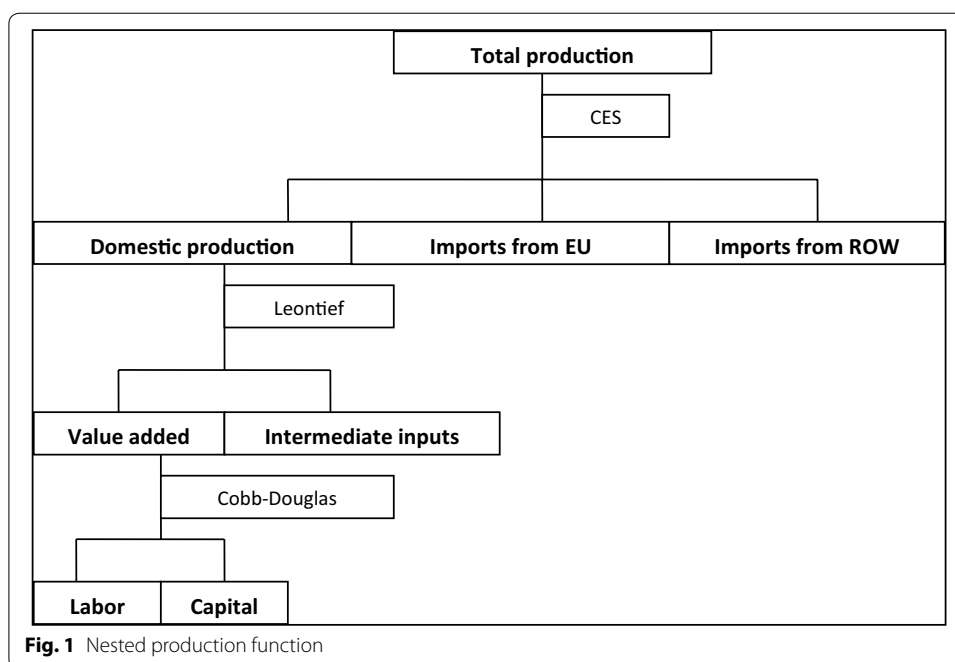 Total production
CES
Domestic production
Imports from EU
Imports from ROW
Leontief
Value added
Intermediate inputs
Cobb-Douglas
Labor
Capital
Fig. 1 Nested production function